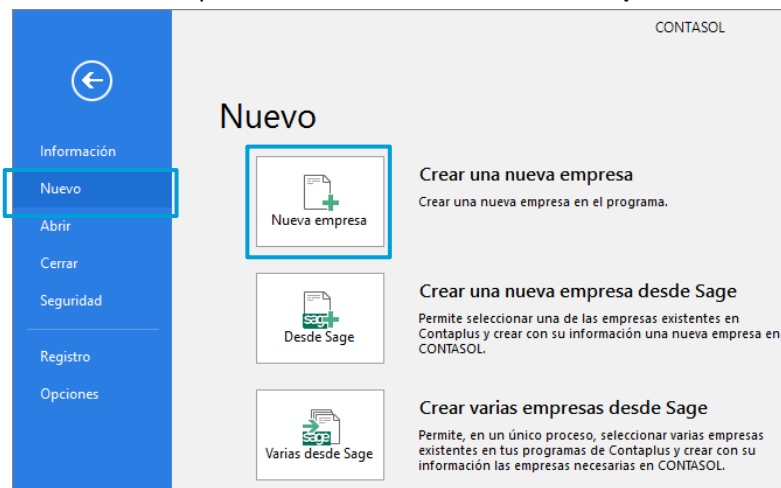 CONTASOL
Información
Nuevo
Abrir
Cerrar
Seguridad
Registro
Opciones
Nuevo
Nueva empresa
Crear una nueva empresa
Crear una nueva empresa en el programa.
sage
Desde Sage
Crear una nueva empresa desde Sage
Permite seleccionar una de las empresas existentes en
Contaplus y crear con su información una nueva empresa en
CONTASOL.
sage
Varias desde Sage
Crear varias empresas desde Sage
Permite, en un único proceso, seleccionar varias empresas
existentes en tus programas de Contaplus y crear con su
información las empresas necesarias en CONTASOL.